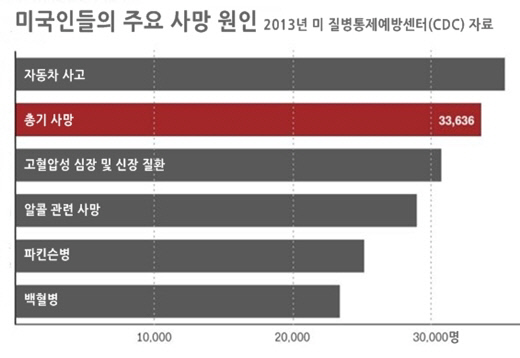 미국인들의 주요 사망 원인 2013년 미 질병통제예방센터(CDC) 자료
자동차 사고
총기 사망 33,636
고혈압성 심장 및 신장 질환
알콜 관련 사망
파킨슨병
백혈병
10,000 20,000 30,000명